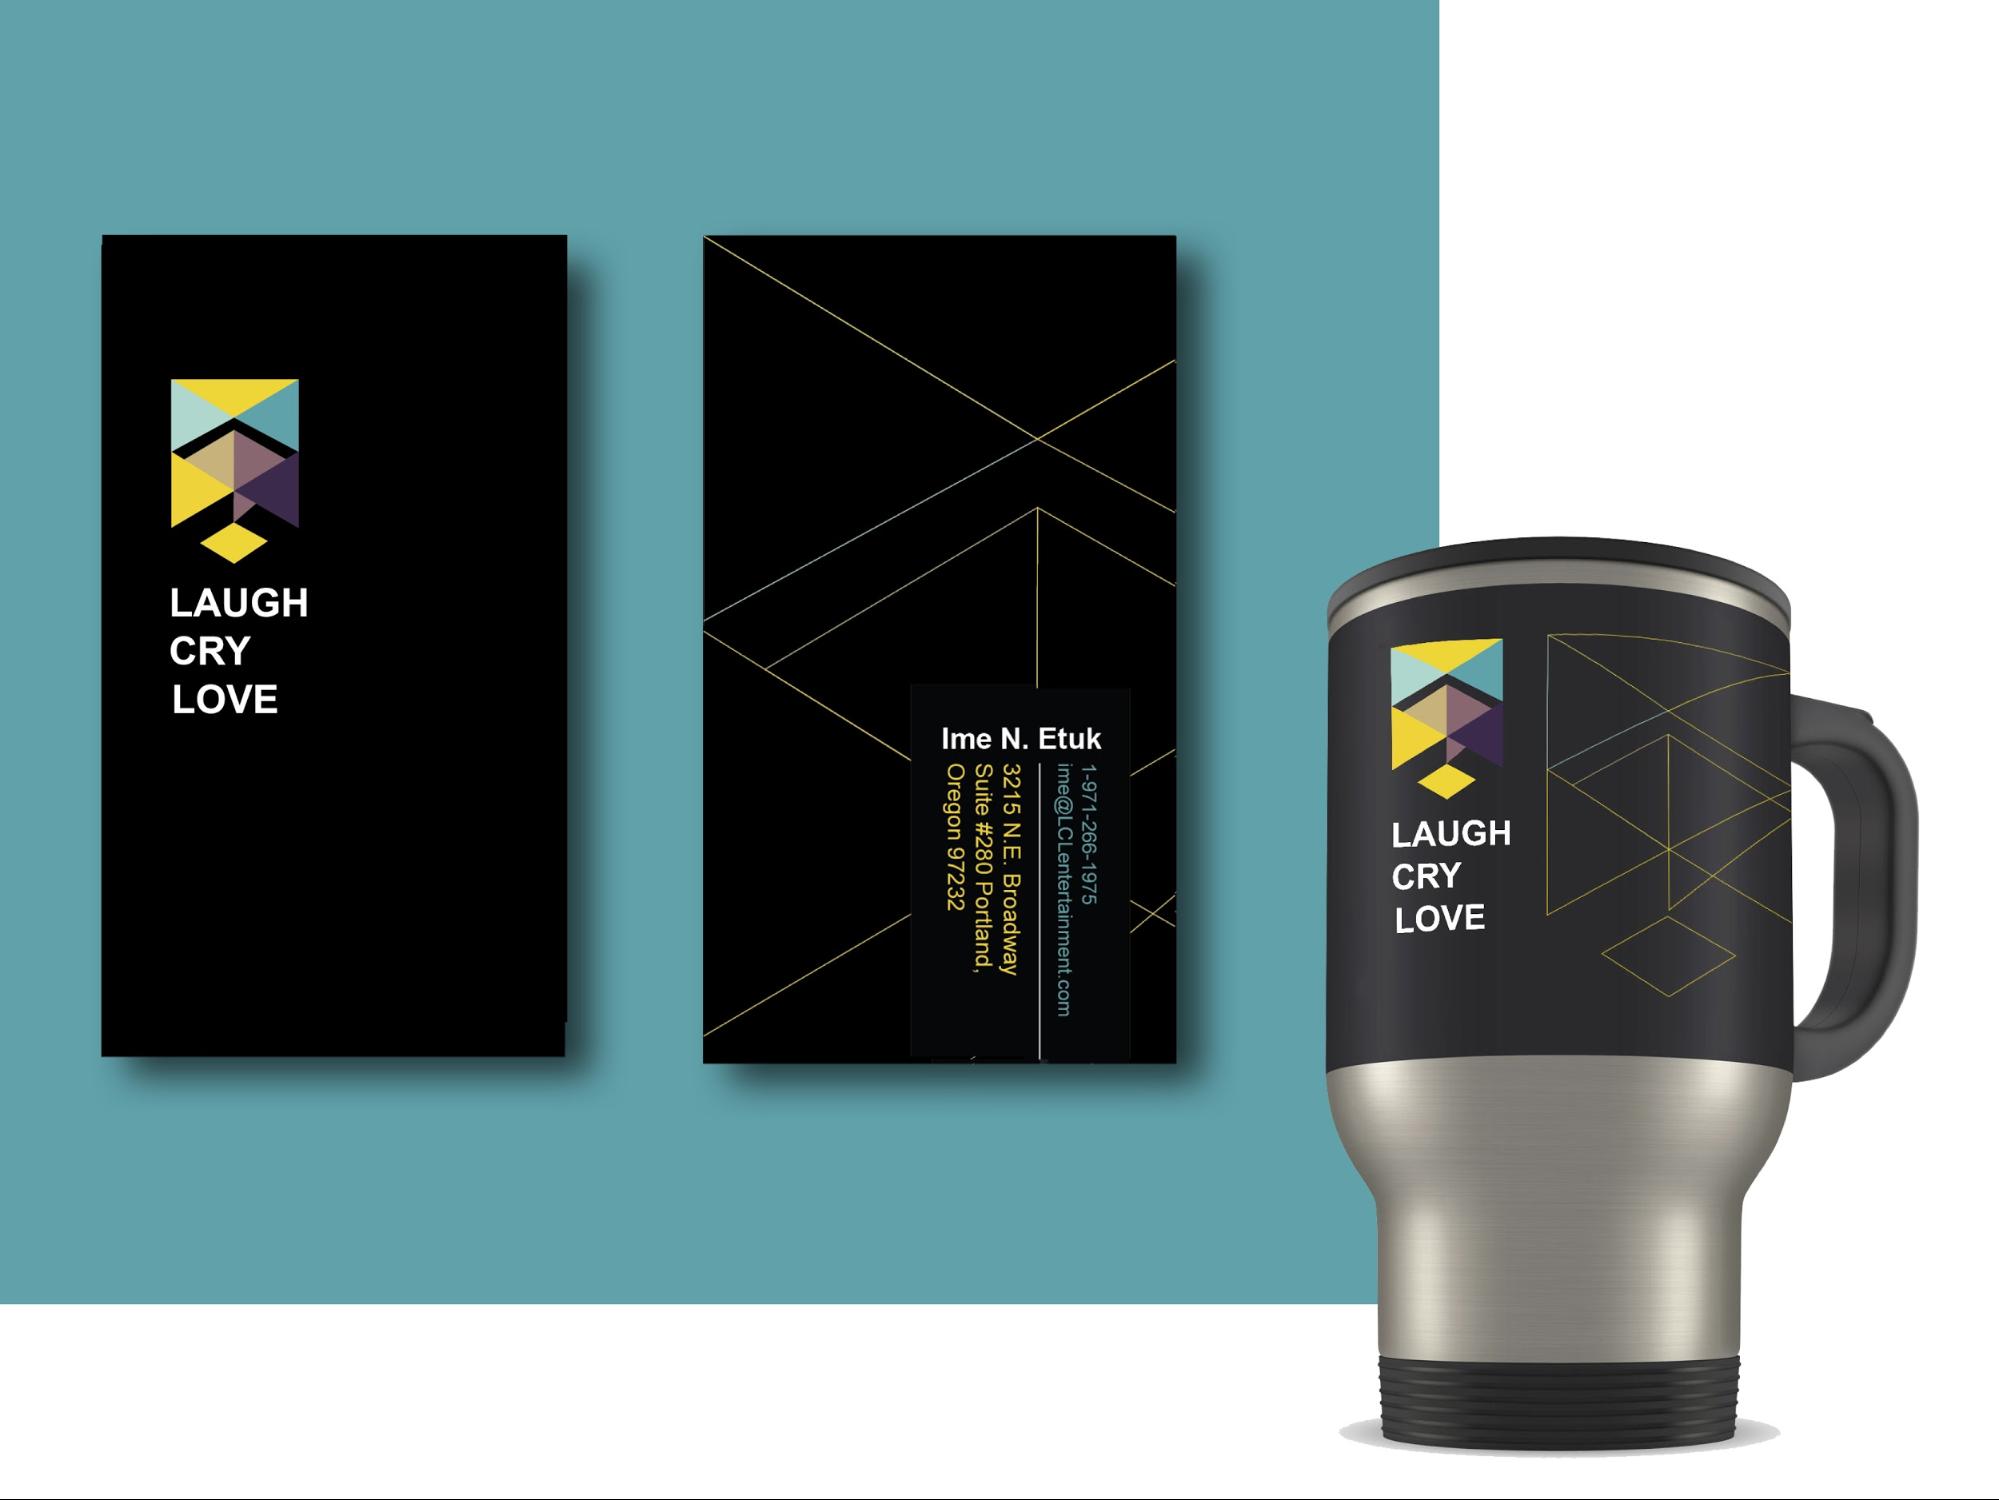 LAUGH
CRY
LOVE
Ime N. Etuk
1-971-266-1975
ime@LCLentertainment.com
3215 N.E. Broadway
Suite #280 Portland,
Oregon 97232
LAUGH
CRY
LOVE